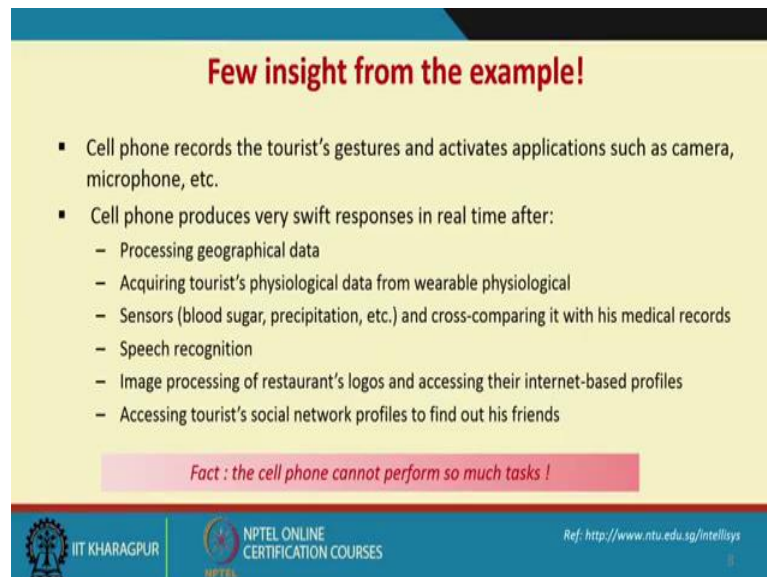 Few insight from the example!
▪ Cell phone records the tourist's gestures and activates applications such as camera,
microphone, etc.
▪ Cell phone produces very swift responses in real time after:
– Processing geographical data
– Acquiring tourist's physiological data from wearable physiological
– Sensors (blood sugar, precipitation, etc.) and cross-comparing it with his medical records
– Speech recognition
– Image processing of restaurant's logos and accessing their internet-based profiles
– Accessing tourist's social network profiles to find out his friends
Fact : the cell phone cannot perform so much tasks !
IIT KHARAGPUR
NPTEL
NPTEL ONLINE
CERTIFICATION COURSES
Ref: http://www.ntu.edu.sg/intellisys
8